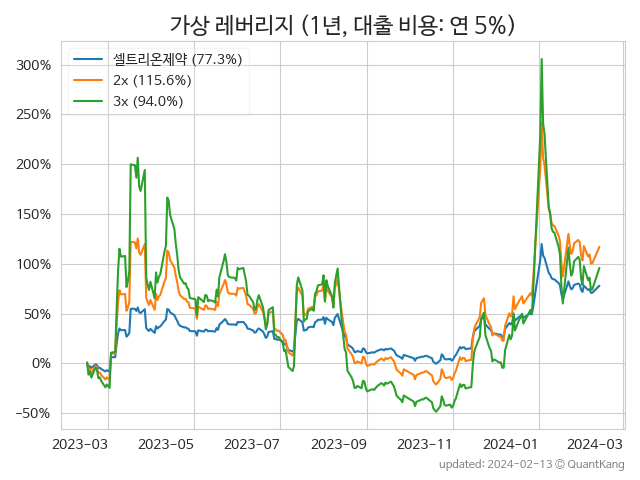 가상 레버리지 (1년, 대출 비용: 연 5%)
셀트리온제약 (77.3%)
2x (115.6%)
3x (94.0%)
300%
250%
200%
150%
100%
50%
0%
−50%
2023-03 2023-05 2023-07 2023-09 2023-11 2024-01 2024-03
updated: 2024-02-13 © QuantKang